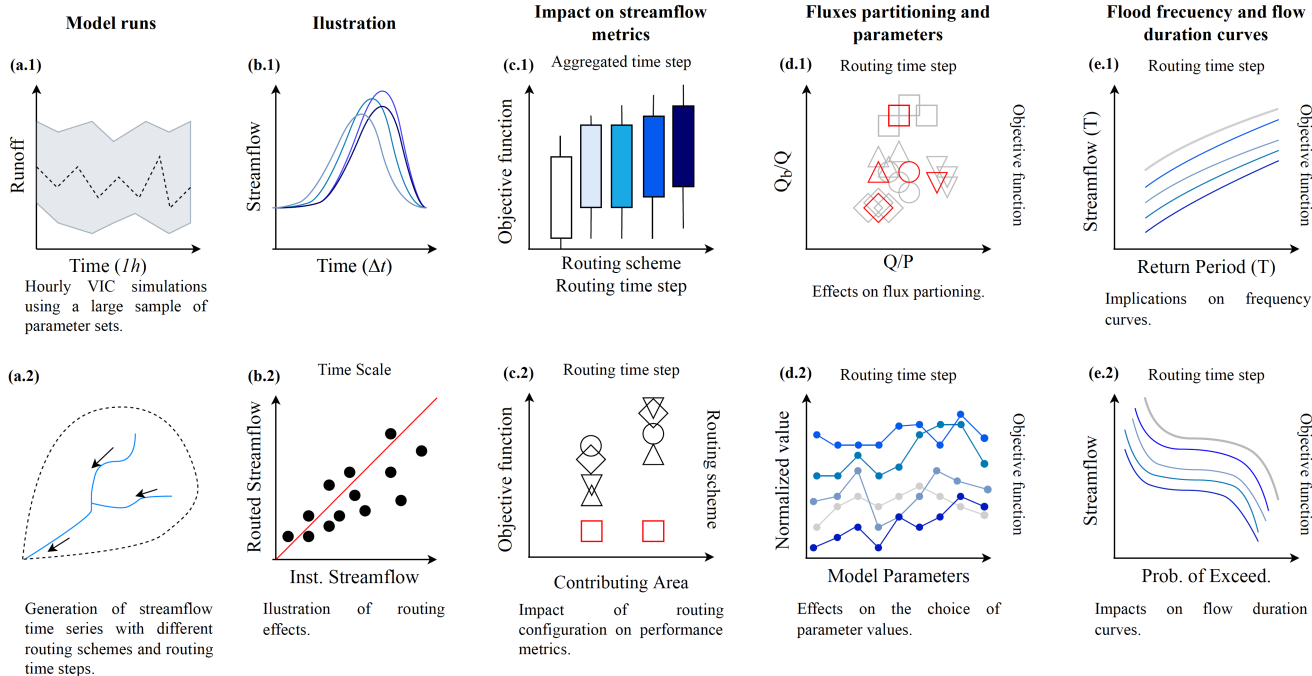 Model runs
Ilustration
Impact on streamflow
metrics
Fluxes partitioning and
parameters
Flood frecuency and flow
duration curves
(a.1)
Runoff
Time (1h)
Hourly VIC simulations
using a large sample of
parameter sets.
(b.1)
Streamflow
Time (Δt)
(c.1)
Aggregated time step
Objective function
Routing scheme
Routing time step
(d.1)
Routing time step
Qb/Q
Q/P
Objective function
Effects on flux partioning.
(e.1)
Routing time step
Streamflow (T)
Return Period (T)
Objective function
Implications on frequency
curves.
(a.2)
Generation of streamflow
time series with different
routing schemes and routing
time steps.
(b.2)
Time Scale
Routed Streamflow
Inst. Streamflow
Illustration of routing
effects.
(c.2)
Routing time step
Objective function
Contributing Area
Routing scheme
Impact of routing
configuration on performance
metrics.
(d.2)
Routing time step
Normalized value
Model Parameters
Objective function
Effects on the choice of
parameter values.
(e.2)
Routing time step
Streamflow
Prob. of Exceed.
Objective function
Impacts on flow duration
curves.